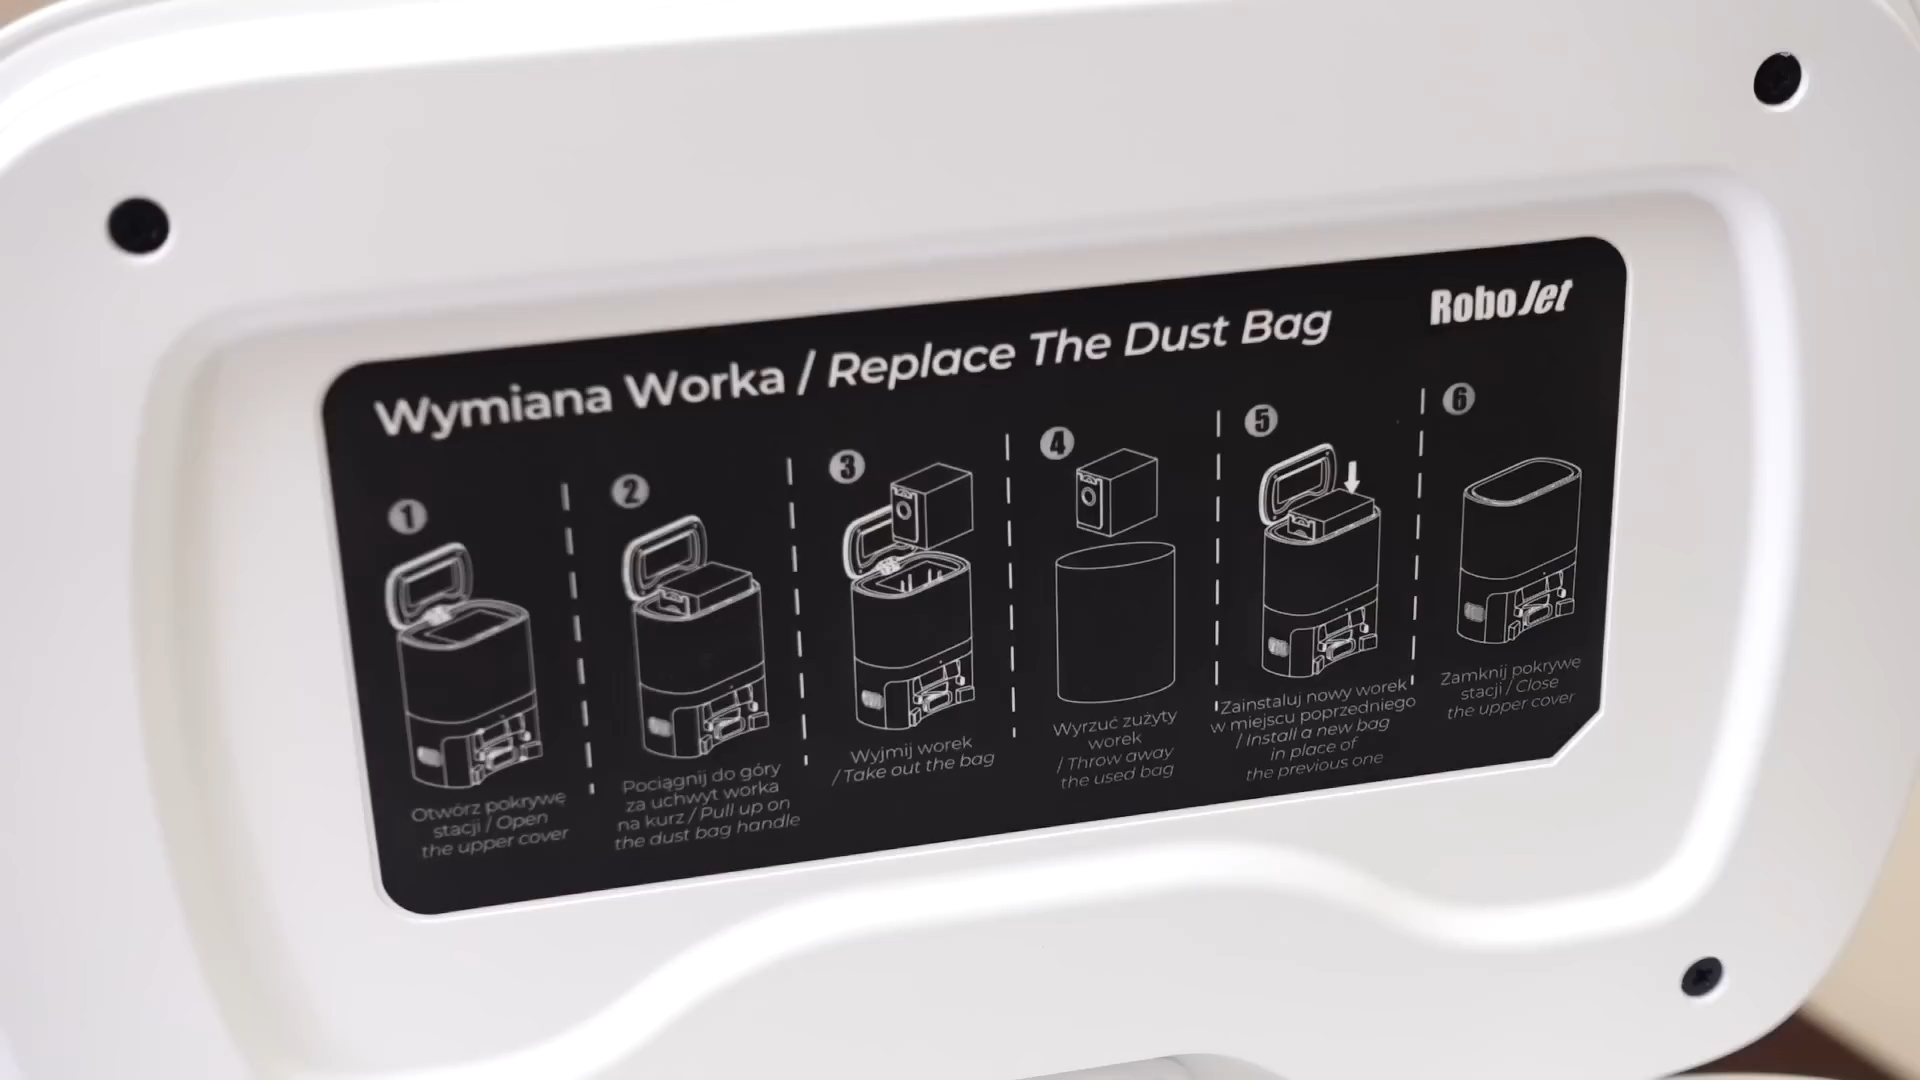 Wymiana Worka / Replace The Dust Bag
RoboJet
1
Otwórz pokrywę
stacji / Open
the upper cover
2
Pociągnij do góry
za uchwyt worka
na kurz / Pull up on
the dust bag handle
3
Wyjmij worek
/ Take out the bag
4
Wyrzuć zużyty
worek
/ Throw away
the used bag
5
Zainstaluj nowy worek
w miejscu poprzedniego
/ Install a new bag
in place of
the previous one
6
Zamknij pokrywę
stacji / Close
the upper cover